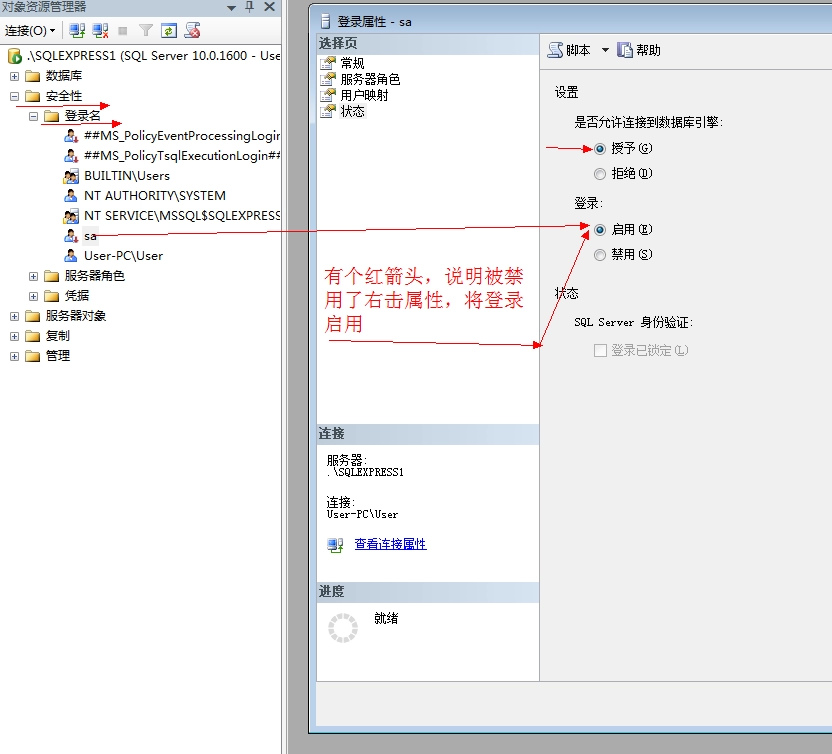 对象资源管理器
连接(O)
.\SQLEXPRESS1 (SQL Server 10.0.1600 - Use
数据库
安全性
登录名
##MS_PolicyEventProcessingLogin
##MS_PolicyTsqlExecutionLogin##
BUILTIN\Users
NT AUTHORITY\SYSTEM
NT SERVICE\MSSQL$SQLEXPRESS
sa
User-PC\User
服务器角色
凭据
服务器对象
复制
管理
登录属性 - sa
选择页
常规
服务器角色
用户映射
状态
有个红箭头，说明被禁
用了右击属性，将登录
启用
连接
服务器:
.\SQLEXPRESS1
连接:
User-PC\User
查看连接属性
进度
就绪
脚本
帮助
设置
是否允许连接到数据库引擎:
授予(G)
拒绝(D)
登录:
启用(E)
禁用(S)
状态
SQL Server 身份验证:
登录已锁定(L)